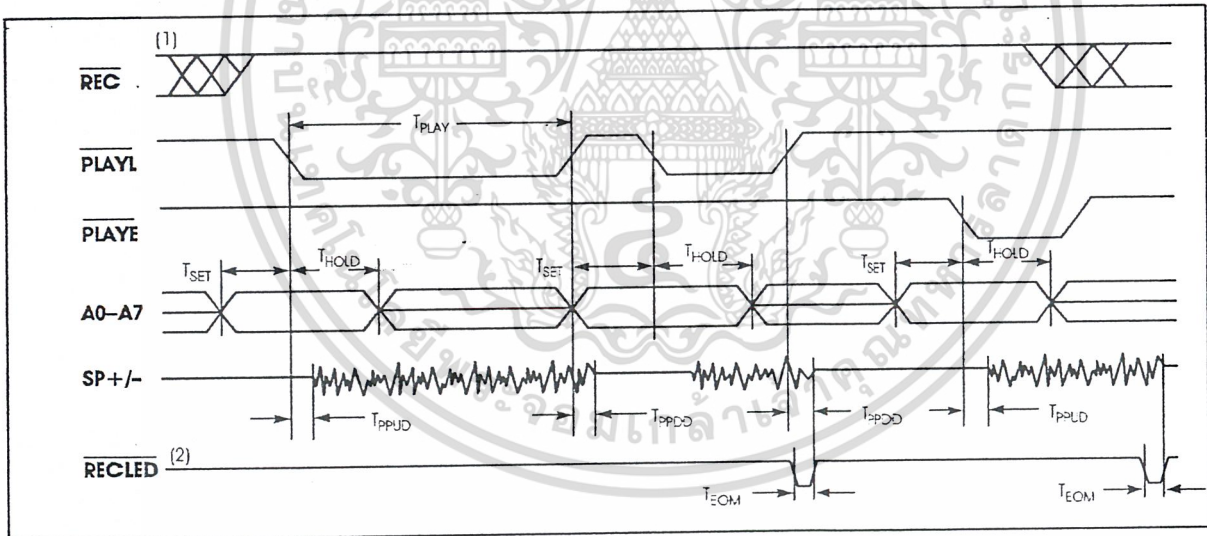 (1)
REC
TPLAY
PLAYL
PLAYE
TSET THOLD TSET THOLD TSET THOLD
A0–A7
SP+/-
TPPUD TPPDD TPPDD TPPUD
RECLED (2)
TEOM TEOM